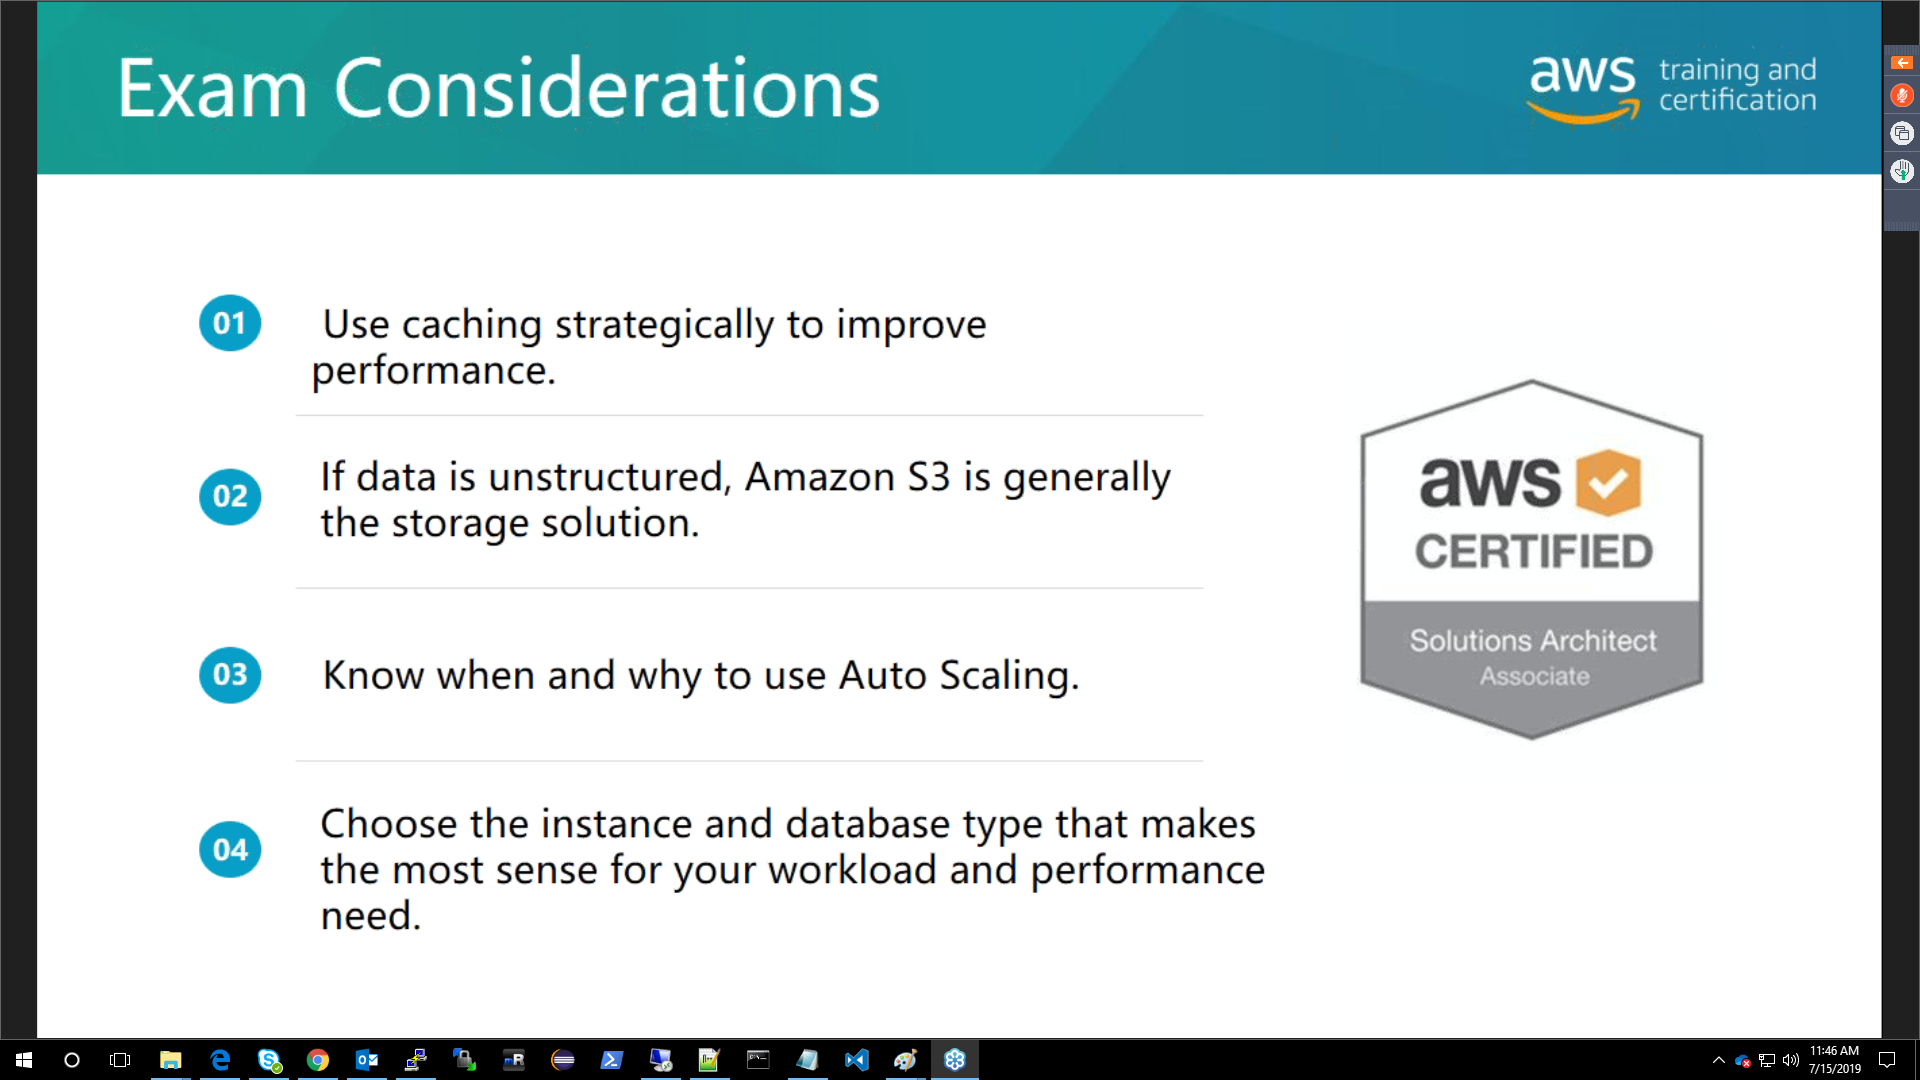 Exam Considerations
aws training and
certification
01
Use caching strategically to improve
performance.
02
If data is unstructured, Amazon S3 is generally
the storage solution.
03
Know when and why to use Auto Scaling.
04
Choose the instance and database type that makes
the most sense for your workload and performance
need.
aws
CERTIFIED
Solutions Architect
Associate
11:46 AM
7/15/2019